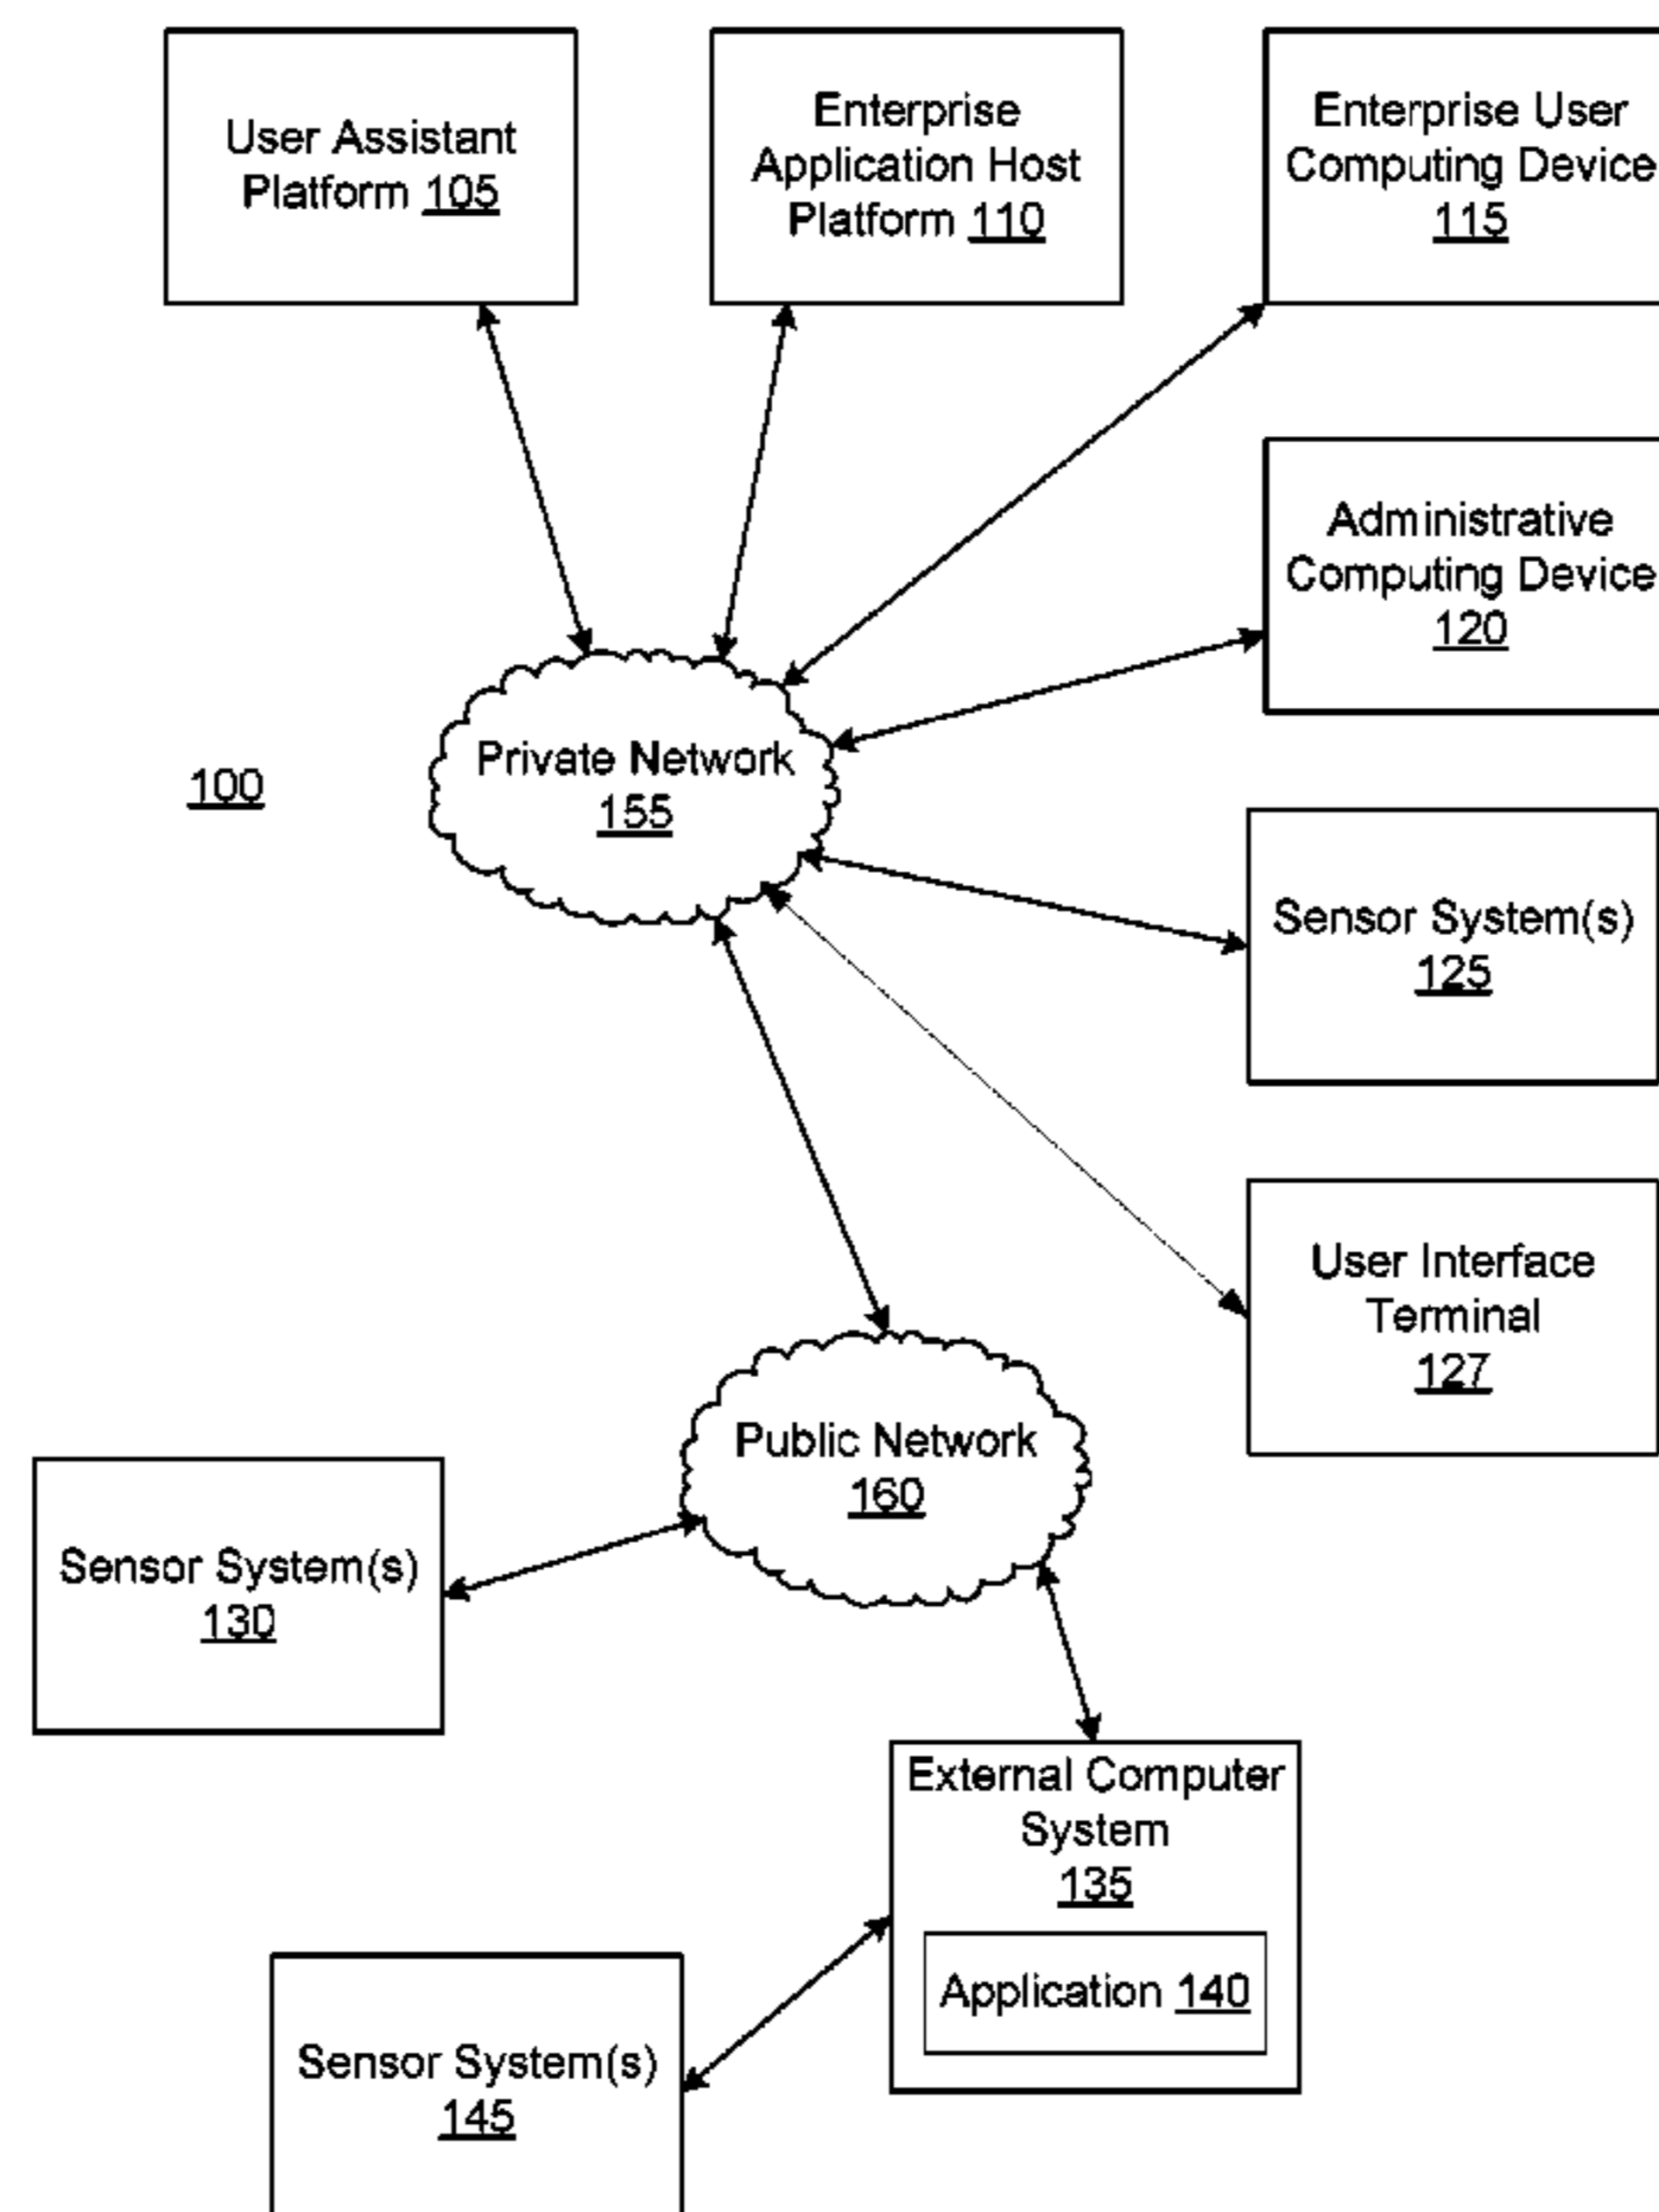 User Assistant
Platform 105
Enterprise
Application Host
Platform 110
Enterprise User
Computing Device
115
Administrative
Computing Device
120
Private Network
155
100
Sensor System(s)
125
User Interface
Terminal
127
Public Network
160
Sensor System(s)
130
External Computer
System
135
Application 140
Sensor System(s)
145